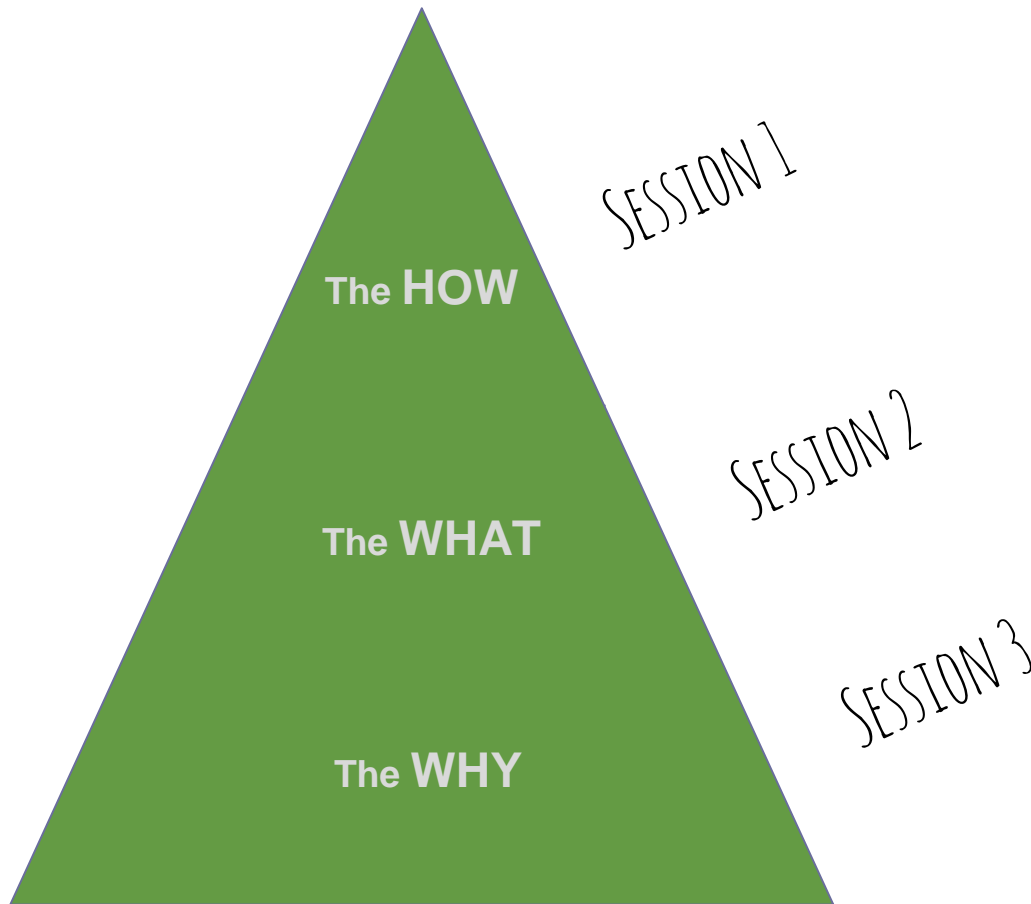 Session 1
The HOW
Session 2
The WHAT
Session 3
The WHY